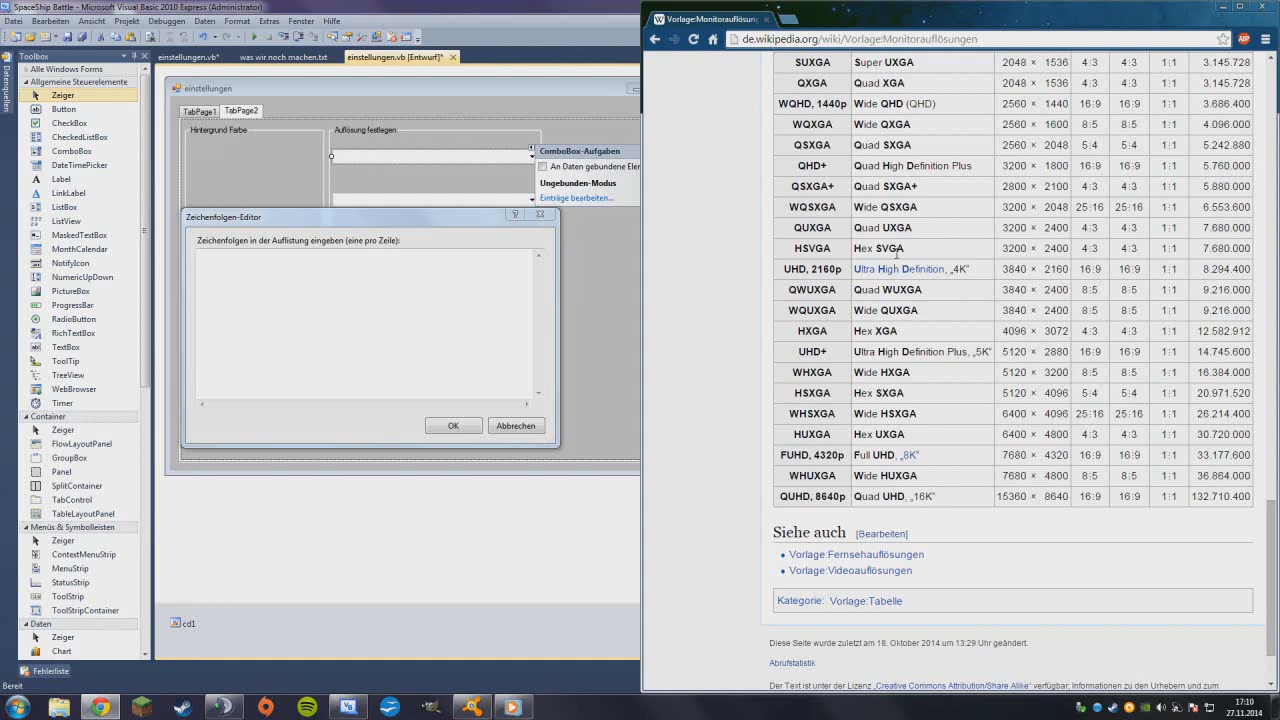 SpaceShip Battle - Microsoft Visual Basic 2010 Express (Administrator)
Datei Bearbeiten Ansicht Projekt Debuggen Daten Format Extras Fenster Hilfe
Toolbox
Datenquellen
Alle Windows Forms
Allgemeine Steuerelemente
Zeiger
Button
CheckBox
CheckedListBox
ComboBox
DateTimePicker
Label
LinkLabel
ListBox
ListView
MaskedTextBox
MonthCalendar
NotifyIcon
NumericUpDown
PictureBox
ProgressBar
RadioButton
RichTextBox
TextBox
ToolTip
TreeView
WebBrowser
Timer
Container
Zeiger
FlowLayoutPanel
GroupBox
Panel
SplitContainer
TabControl
TableLayoutPanel
Menüs & Symbolleisten
Zeiger
ContextMenuStrip
MenuStrip
StatusStrip
ToolStrip
ToolStripContainer
Daten
Zeiger
Chart
Fehlerliste
Bereit
einstellungen.vb* was wir noch machen.txt einstellungen.vb [Entwurf]*
einstellungen
TabPage1 TabPage2
Hintergrund Farbe Auflösung festlegen
ComboBox-Aufgaben
An Daten gebundene Eler
Ungebunden-Modus
Einträge bearbeiten...
Zeichenfolgen-Editor
Zeichenfolgen in der Auflistung eingeben (eine pro Zeile):
OK Abbrechen
cd1
Vorlage:Monitorauflösung
de.wikipedia.org/wiki/Vorlage:Monitorauflösungen
ABP
SUXGA Super UXGA 2048 × 1536 4:3 4:3 1:1 3.145.728
QXGA Quad XGA 2048 × 1536 4:3 4:3 1:1 3.145.728
WQHD, 1440p Wide QHD (QHD) 2560 × 1440 16:9 16:9 1:1 3.686.400
WQXGA Wide QXGA 2560 × 1600 8:5 8:5 1:1 4.096.000
QSXGA Quad SXGA 2560 × 2048 5:4 5:4 1:1 5.242.880
QHD+ Quad High Definition Plus 3200 × 1800 16:9 16:9 1:1 5.760.000
QSXGA+ Quad SXGA+ 2800 × 2100 4:3 4:3 1:1 5.880.000
WQSXGA Wide QSXGA 3200 × 2048 25:16 25:16 1:1 6.553.600
QUXGA Quad UXGA 3200 × 2400 4:3 4:3 1:1 7.680.000
HSVGA Hex SVGA 3200 × 2400 4:3 4:3 1:1 7.680.000
UHD, 2160p Ultra High Definition, „4K“ 3840 × 2160 16:9 16:9 1:1 8.294.400
QWUXGA Quad WUXGA 3840 × 2400 8:5 8:5 1:1 9.216.000
WQUXGA Wide QUXGA 3840 × 2400 8:5 8:5 1:1 9.216.000
HXGA Hex XGA 4096 × 3072 4:3 4:3 1:1 12.582.912
UHD+ Ultra High Definition Plus, „5K“ 5120 × 2880 16:9 16:9 1:1 14.745.600
WHXGA Wide HXGA 5120 × 3200 8:5 8:5 1:1 16.384.000
HSXGA Hex SXGA 5120 × 4096 5:4 5:4 1:1 20.971.520
WHSXGA Wide HSXGA 6400 × 4096 25:16 25:16 1:1 26.214.400
HUXGA Hex UXGA 6400 × 4800 4:3 4:3 1:1 30.720.000
FUHD, 4320p Full UHD, „8K“ 7680 × 4320 16:9 16:9 1:1 33.177.600
WHUXGA Wide HUXGA 7680 × 4800 8:5 8:5 1:1 36.864.000
QUHD, 8640p Quad UHD, „16K“ 15360 × 8640 16:9 16:9 1:1 132.710.400
Siehe auch [Bearbeiten]
Vorlage:Fernsehauflösungen
Vorlage:Videoauflösungen
Kategorie: Vorlage:Tabelle
Diese Seite wurde zuletzt am 18. Oktober 2014 um 13:29 Uhr geändert.
Abrufstatistik
Der Text ist unter der Lizenz „Creative Commons Attribution/Share Alike“ verfügbar; Informationen zu den Urhebern und zum
17:10
27.11.2014